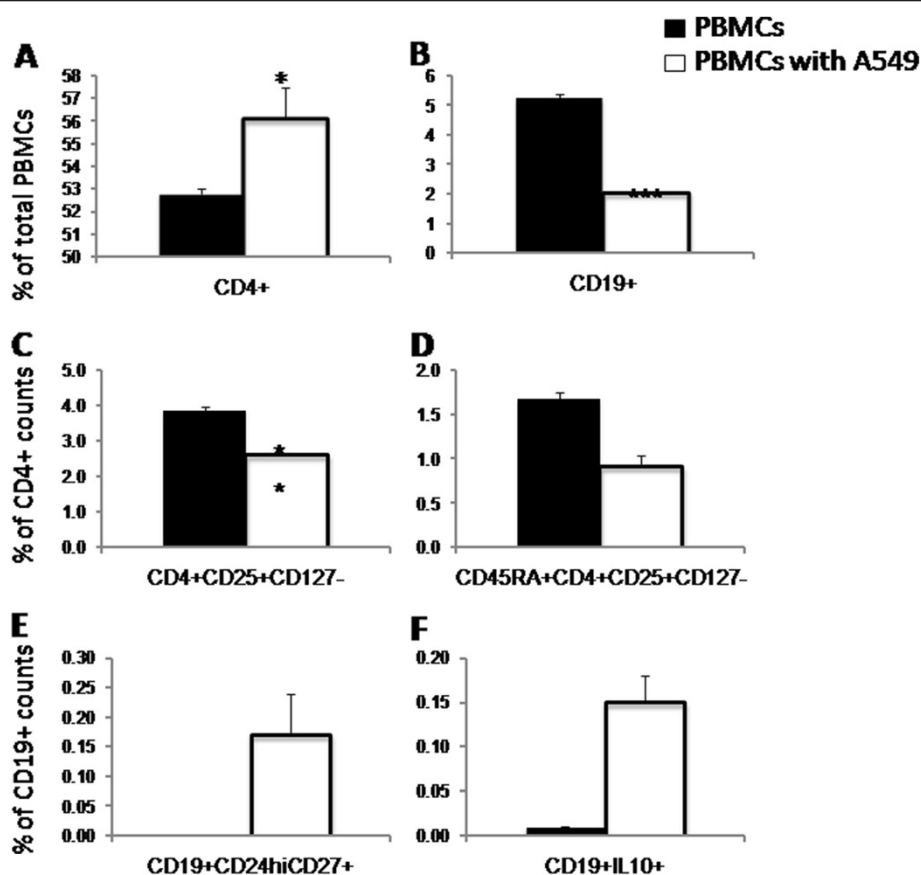 PBMCs
PBMCs with A549
A
% of total PBMCs
58
57
56
55
54
53
52
51
50
*
CD4+
B
6
5
4
3
2
1
0
***
CD19+
C
% of CD4+ counts
5.0
4.0
3.0
2.0
1.0
0.0
*
*
CD4+CD25+CD127-
D
2.0
1.5
1.0
0.5
0.0
CD45RA+CD4+CD25+CD127-
E
% of CD19+ counts
0.30
0.25
0.20
0.15
0.10
0.05
0.00
CD19+CD24hiCD27+
F
0.20
0.15
0.10
0.05
0.00
CD19+IL10+